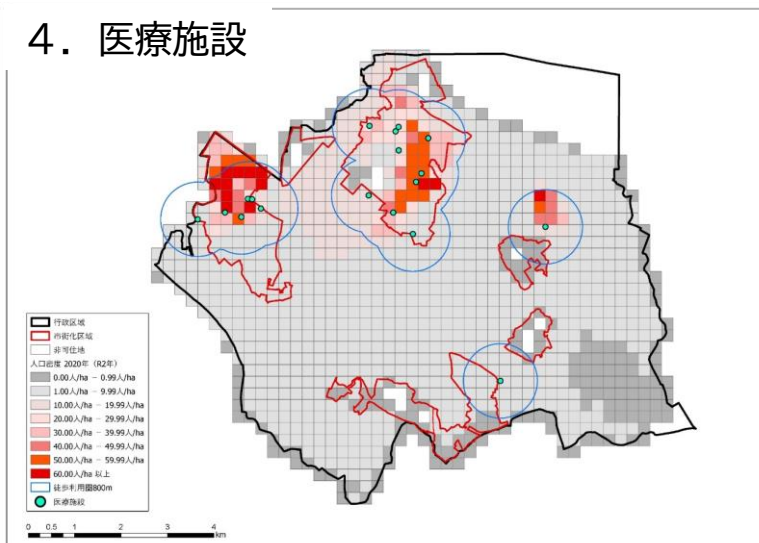 4．医療施設
行政区域
市街化区域
非可住地
人口密度 2020年（R2年）
0.00人/ha － 0.99人/ha
1.00人/ha － 9.99人/ha
10.00人/ha － 19.99人/ha
20.00人/ha － 29.99人/ha
30.00人/ha － 39.99人/ha
40.00人/ha － 49.99人/ha
50.00人/ha － 59.99人/ha
60.00人/ha 以上
徒歩利用圏800m
医療施設
0 0.5 1 2 3 4
km